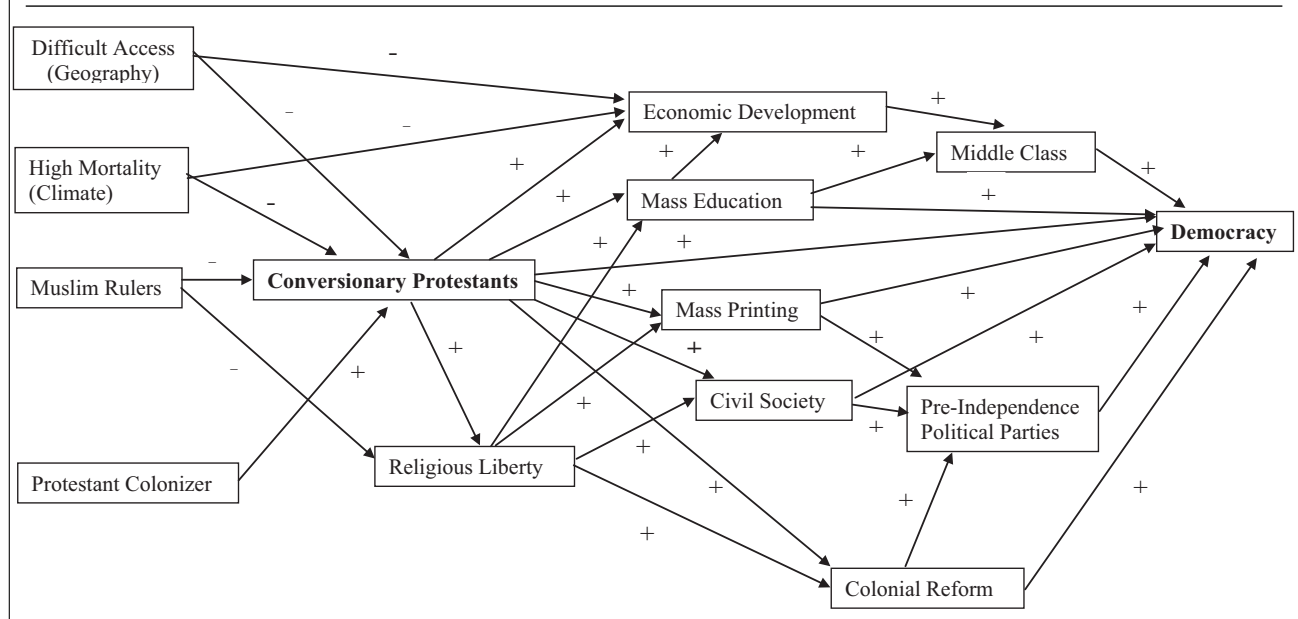 Difficult Access
(Geography)
-
-
-
Economic Development
+
High Mortality
(Climate)
-
+
+
+
Middle Class
+
Mass Education
+
+
Democracy
+
+
Muslim Rulers
-
Conversionary Protestants
+
Mass Printing
+
+
+
+
-
+
+
+
Civil Society
+
Pre-Independence
Political Parties
+
+
+
Protestant Colonizer
Religious Liberty
+
+
+
+
Colonial Reform